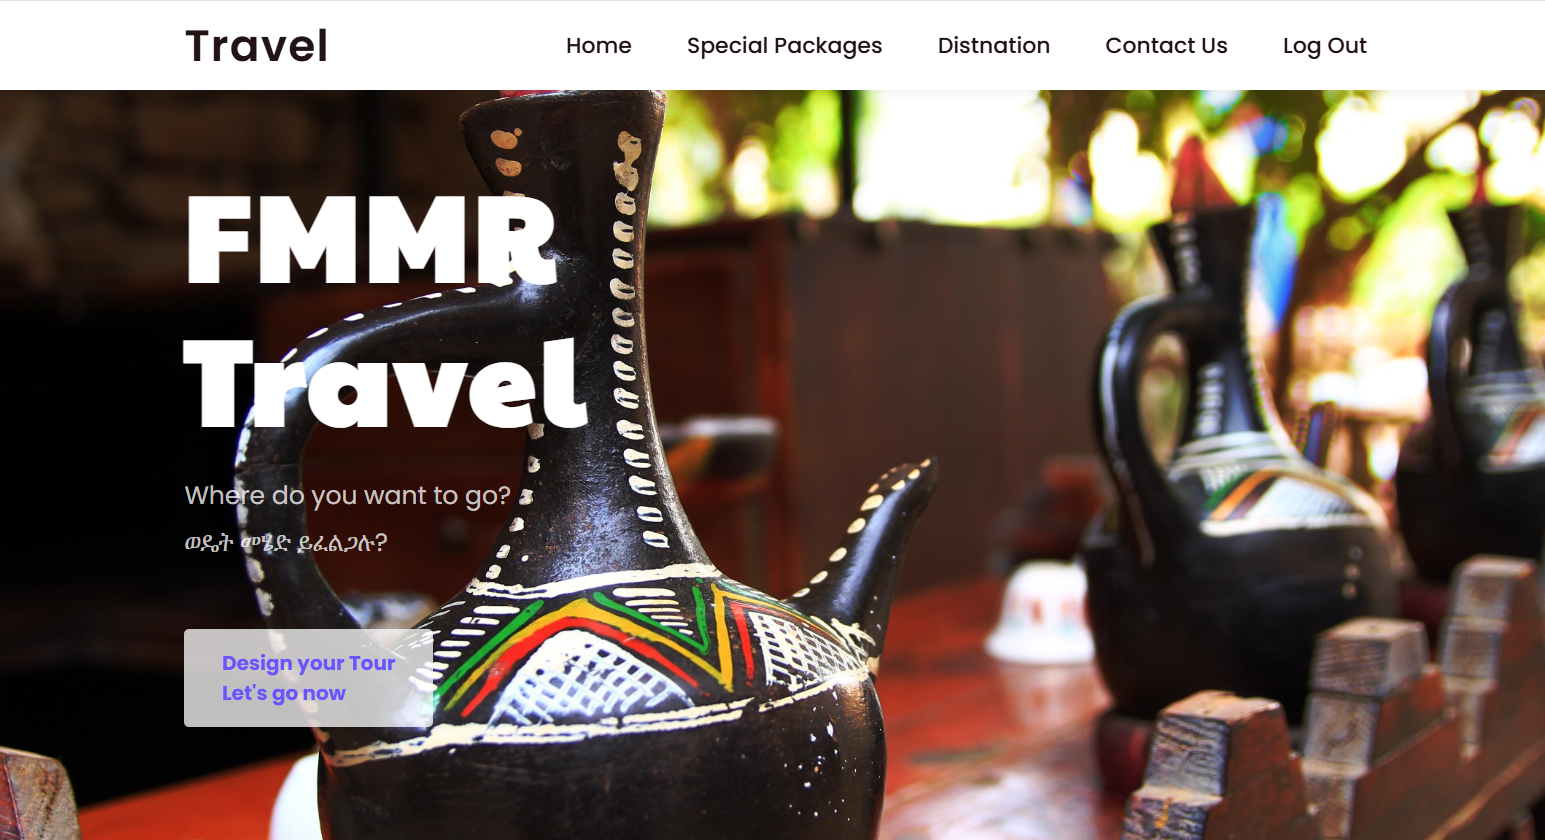 Travel
Home Special Packages Distnation Contact Us Log Out
FMMR
Travel
Where do you want to go?
ወዴት መሄድ ይፈልጋሉ?
Design your Tour
Let's go now